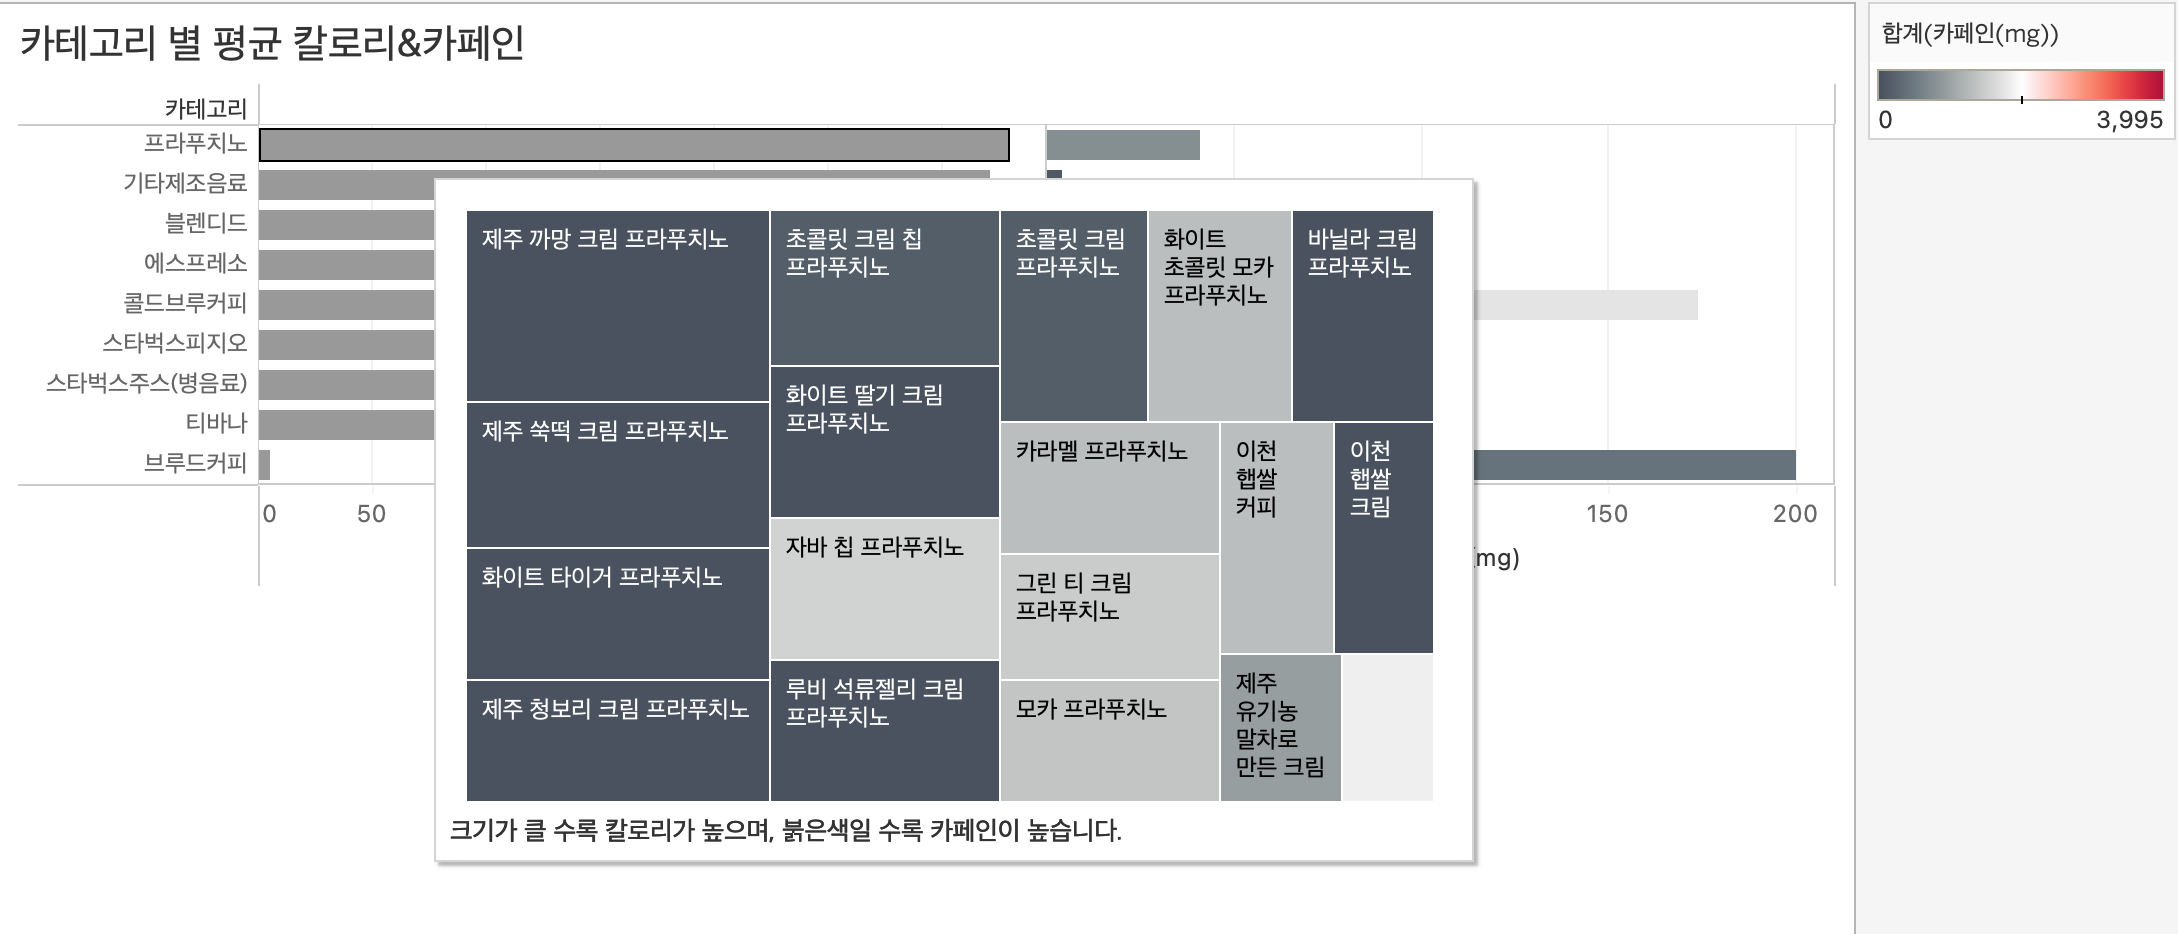 카테고리 별 평균 칼로리&카페인
카테고리
프라푸치노
기타제조음료
블렌디드
에스프레소
콜드브루커피
스타벅스피지오
스타벅스주스(병음료)
티바나
브루드커피
0
50
150
200
(mg)
제주 까망 크림 프라푸치노
제주 쑥떡 크림 프라푸치노
화이트 타이거 프라푸치노
제주 청보리 크림 프라푸치노
초콜릿 크림 칩
프라푸치노
화이트 딸기 크림
프라푸치노
자바 칩 프라푸치노
루비 석류젤리 크림
프라푸치노
초콜릿 크림
프라푸치노
화이트
초콜릿 모카
프라푸치노
바닐라 크림
프라푸치노
카라멜 프라푸치노
그린 티 크림
프라푸치노
모카 프라푸치노
이천
햅쌀
커피
이천
햅쌀
크림
제주
유기농
말차로
만든 크림
크기가 클 수록 칼로리가 높으며, 붉은색일 수록 카페인이 높습니다.
합계(카페인(mg))
0
3,995